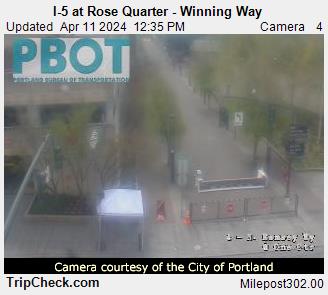 I-5 at Rose Quarter - Winning Way
Updated Apr 11 2024 12:35 PM Camera 4
PBOT
PORTLAND BUREAU OF TRANSPORTATION
Camera courtesy of the City of Portland
TripCheck.com Milepost302.00